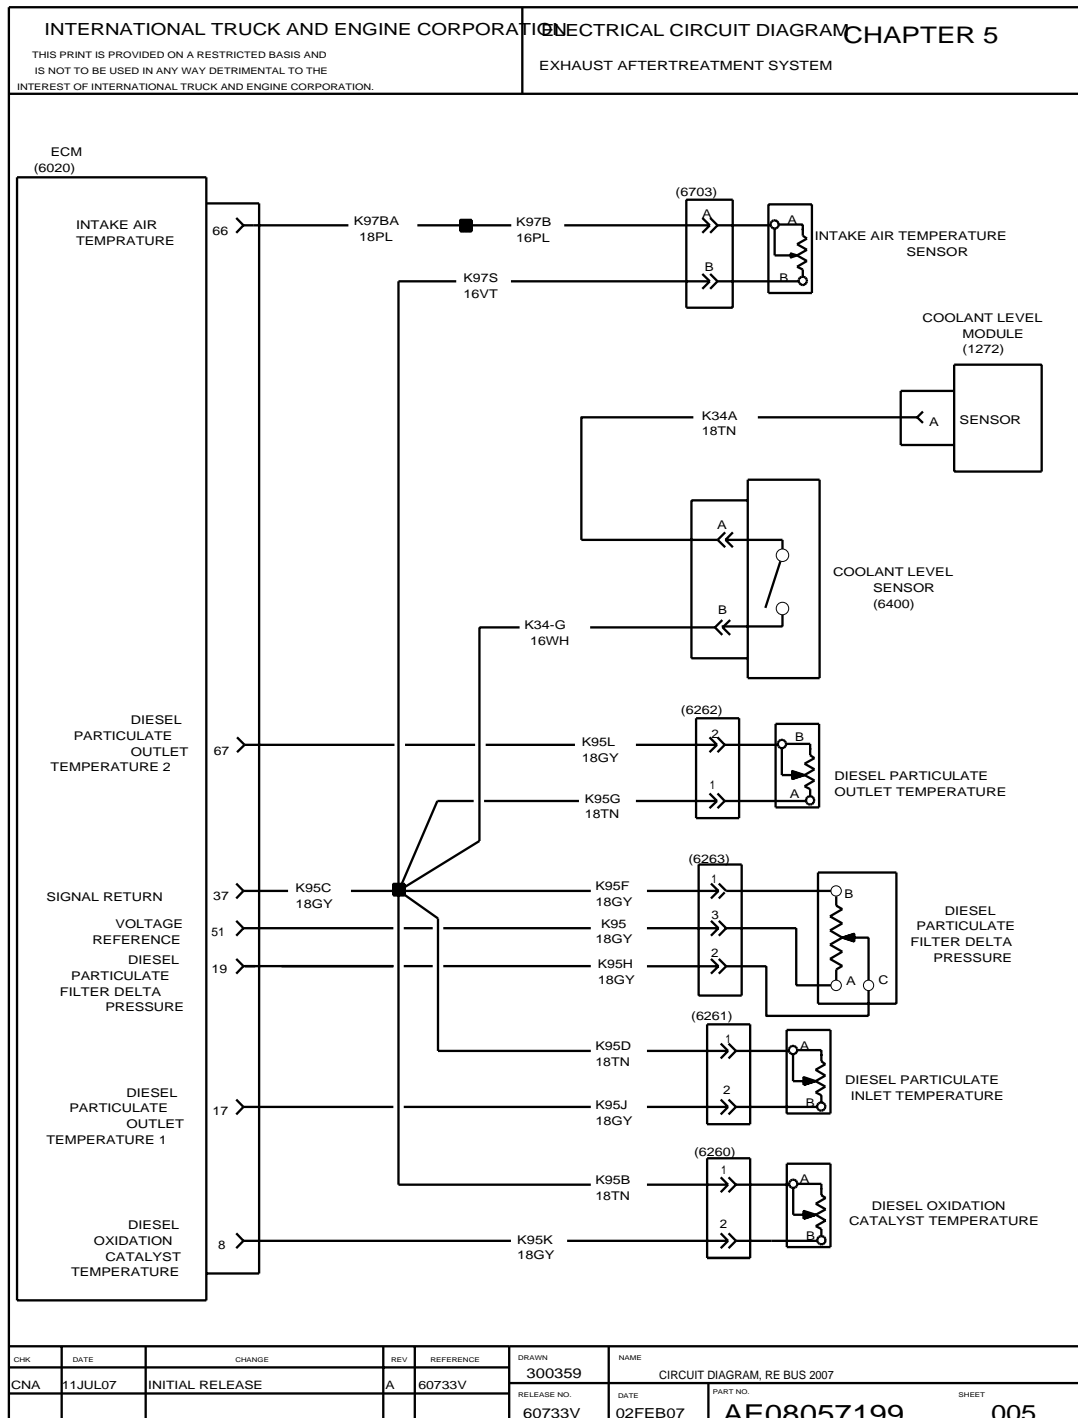 INTERNATIONAL TRUCK AND ENGINE CORPORATION
ELECTRICAL CIRCUIT DIAGRAM
CHAPTER 5
THIS PRINT IS PROVIDED ON A RESTRICTED BASIS AND
IS NOT TO BE USED IN ANY WAY DETRIMENTAL TO THE
INTEREST OF INTERNATIONAL TRUCK AND ENGINE CORPORATION.
EXHAUST AFTERTREATMENT SYSTEM
ECM
(6020)
INTAKE AIR
TEMPRATURE
66
K97BA
18PL
K97B
16PL
(6703)
A
A
INTAKE AIR TEMPERATURE
SENSOR
K97S
16VT
B
B
COOLANT LEVEL
MODULE
(1272)
K34A
18TN
A
SENSOR
A
COOLANT LEVEL
SENSOR
(6400)
K34-G
16WH
B
DIESEL
PARTICULATE
OUTLET
TEMPERATURE 2
67
K95L
18GY
(6262)
2
B
DIESEL PARTICULATE
OUTLET TEMPERATURE
K95G
18TN
1
A
SIGNAL RETURN
37
K95C
18GY
K95F
18GY
(6263)
1
B
VOLTAGE
REFERENCE
51
K95
18GY
3
DIESEL
PARTICULATE
FILTER DELTA
PRESSURE
DIESEL
PARTICULATE
FILTER DELTA
PRESSURE
19
K95H
18GY
2
A
C
(6261)
K95D
18TN
1
A
DIESEL PARTICULATE
INLET TEMPERATURE
DIESEL
PARTICULATE
OUTLET
TEMPERATURE 1
17
K95J
18GY
2
B
(6260)
K95B
18TN
1
A
DIESEL OXIDATION
CATALYST TEMPERATURE
DIESEL
OXIDATION
CATALYST
TEMPERATURE
8
K95K
18GY
2
B
CHK DATE CHANGE REV REFERENCE
CNA 11JUL07 INITIAL RELEASE A 60733V
DRAWN
300359
NAME
CIRCUIT DIAGRAM, RE BUS 2007
RELEASE NO.
60733V
DATE
02FEB07
PART NO.
AE08057199
SHEET
005